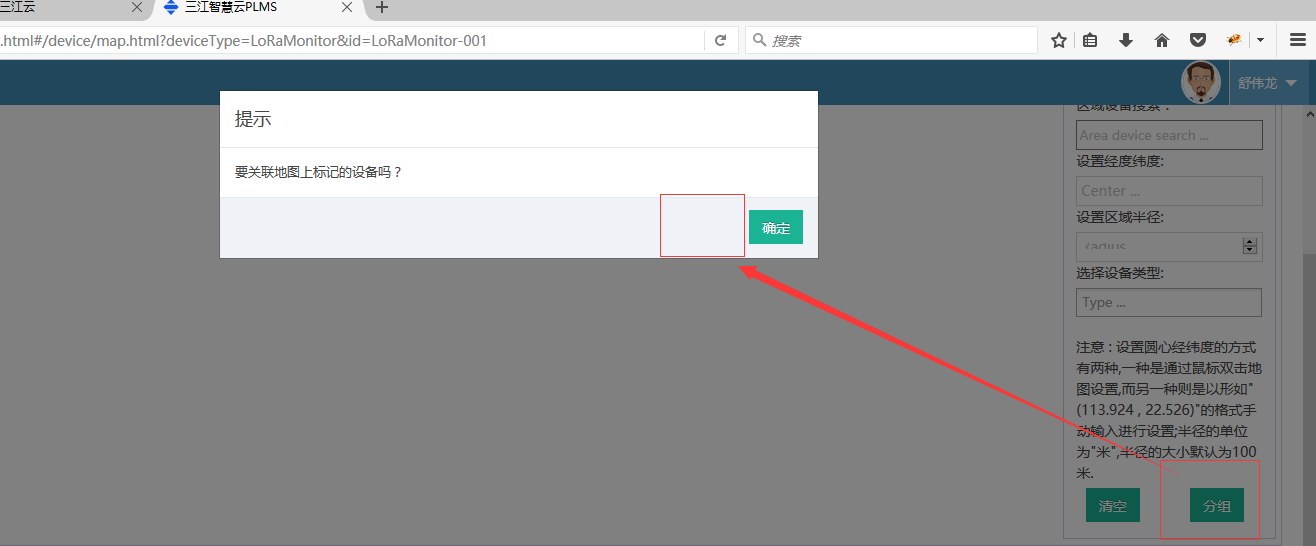 三江云
三江智慧云PLMS
.html#/device/map.html?deviceType=LoRaMonitor&id=LoRaMonitor-001
搜索
舒伟龙
提示
要关联地图上标记的设备吗？
确定
区域设备搜索：
Area device search ...
设置经度纬度:
Center ...
设置区域半径:
选择设备类型:
Type ...
注意：设置圆心经纬度的方式
有两种,一种是通过鼠标双击地
图设置,而另一种则是以形如"
(113.924 , 22.526)"的格式手
动输入进行设置;半径的单位
为"米",半径的大小默认为100
米.
清空
分组